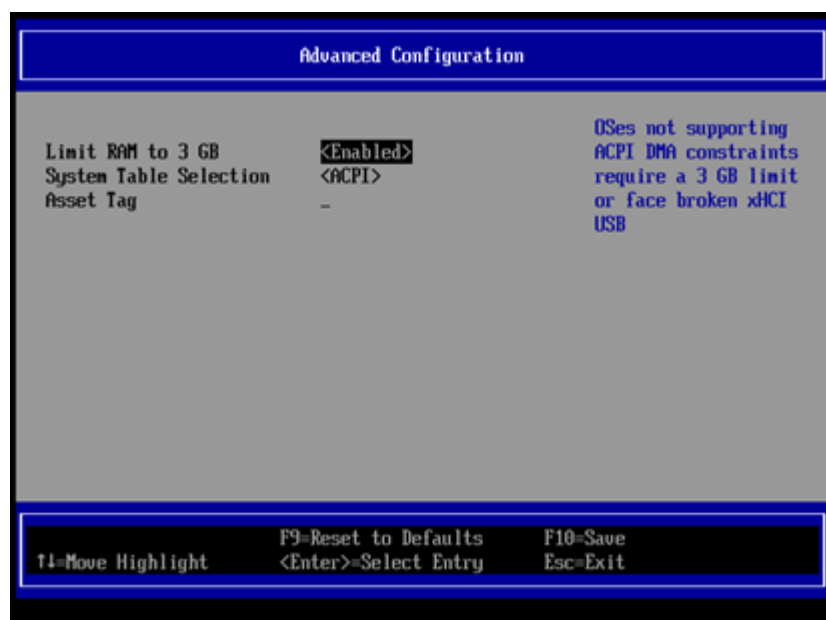 Advanced Configuration
Limit RAM to 3 GB <Enabled>
System Table Selection <ACPI>
Asset Tag _
OSes not supporting
ACPI DMA constraints
require a 3 GB limit
or face broken xHCI
USB
F9=Reset to Defaults F10=Save
↑↓=Move Highlight <Enter>=Select Entry Esc=Exit